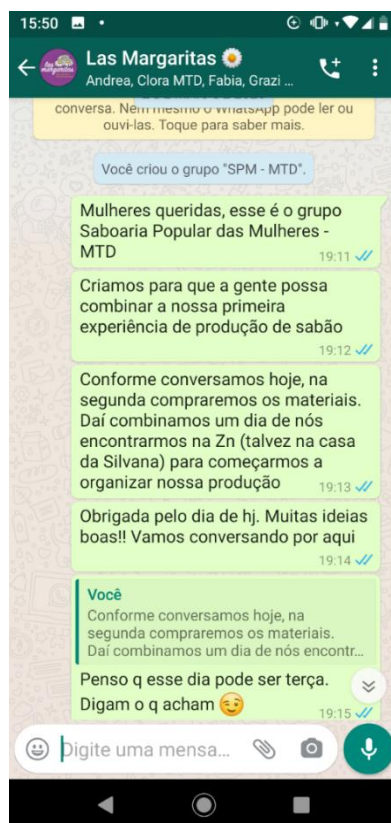 15:50
Las Margaritas
Andrea, Clora MTD, Fabia, Grazi ...
conversa. Nem mesmo o WhatsApp pode ler ou
ouvi-las. Toque para saber mais.
Você criou o grupo "SPM - MTD".
Mulheres queridas, esse é o grupo
Saboaria Popular das Mulheres -
MTD
19:11
Criamos para que a gente possa
combinar a nossa primeira
experiência de produção de sabão
19:12
Conforme conversamos hoje, na
segunda compraremos os materiais.
Daí combinamos um dia de nós
encontrarmos na Zn (talvez na casa
da Silvana) para começarmos a
organizar nossa produção
19:13
Obrigada pelo dia de hj. Muitas ideias
boas!! Vamos conversando por aqui
19:14
Você
Conforme conversamos hoje, na
segunda compraremos os materiais.
Daí combinamos um dia de nós encontr...
Penso q esse dia pode ser terça.
Digam o q acham
19:15
Digite uma mensa...